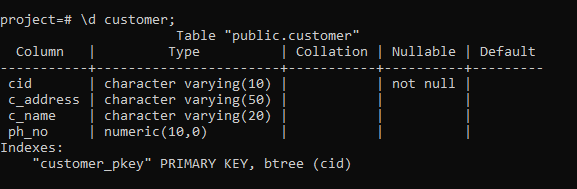 project=# \d customer;
                      Table "public.customer"
  Column   |         Type          | Collation | Nullable | Default
-----------+-----------------------+-----------+----------+---------
 cid       | character varying(10) |           | not null |
 c_address | character varying(50) |           |          |
 c_name    | character varying(20) |           |          |
 ph_no     | numeric(10,0)         |           |          |
Indexes:
    "customer_pkey" PRIMARY KEY, btree (cid)